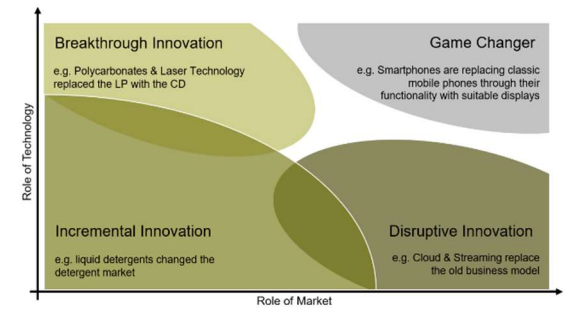 Breakthrough Innovation
e.g. Polycarbonates & Laser Technology
replaced the LP with the CD
Game Changer
e.g. Smartphones are replacing classic
mobile phones through their
functionality with suitable displays
Role of Technology
Incremental Innovation
e.g. liquid detergents changed the
detergent market
Disruptive Innovation
e.g. Cloud & Streaming replace
the old business model
Role of Market